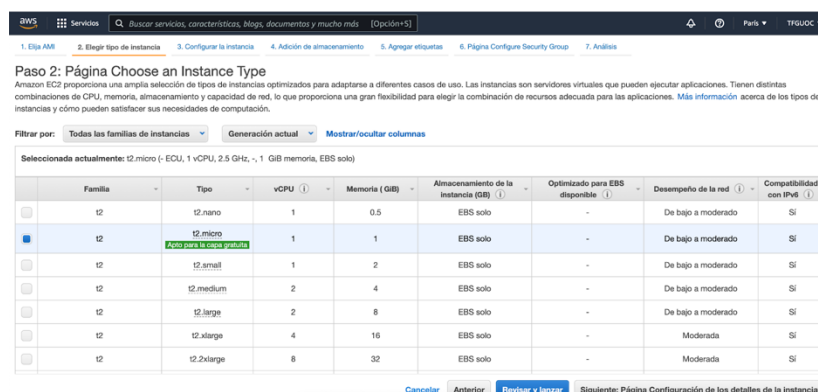 aws Servicios Buscar servicios, características, blogs, documentos y mucho más [Opción+S] París TFGUOC
1. Elija AMI 2. Elegir tipo de instancia 3. Configurar la instancia 4. Adición de almacenamiento 5. Agregar etiquetas 6. Página Configure Security Group 7. Análisis
Paso 2: Página Choose an Instance Type
Amazon EC2 proporciona una amplia selección de tipos de instancias optimizados para adaptarse a diferentes casos de uso. Las instancias son servidores virtuales que pueden ejecutar aplicaciones. Tienen distintas
combinaciones de CPU, memoria, almacenamiento y capacidad de red, lo que proporciona una gran flexibilidad para elegir la combinación de recursos adecuada para las aplicaciones. Más información acerca de los tipos de
instancias y cómo pueden satisfacer sus necesidades de computación.
Filtrar por: Todas las familias de instancias Generación actual Mostrar/ocultar columnas
Seleccionada actualmente: t2.micro (- ECU, 1 vCPU, 2.5 GHz, -, 1 GiB memoria, EBS solo)
Familia Tipo vCPU Memoria ( GiB) Almacenamiento de la instancia (GB) Optimizado para EBS disponible Desempeño de la red Compatibilidad con IPv6
t2 t2.nano 1 0.5 EBS solo - De bajo a moderado Sí
t2 t2.micro 1 1 EBS solo - De bajo a moderado Sí
Apto para la capa gratuita
t2 t2.small 1 2 EBS solo - De bajo a moderado Sí
t2 t2.medium 2 4 EBS solo - De bajo a moderado Sí
t2 t2.large 2 8 EBS solo - De bajo a moderado Sí
t2 t2.xlarge 4 16 EBS solo - Moderada Sí
t2 t2.2xlarge 8 32 EBS solo - Moderada Sí
Cancelar Anterior Revisar y lanzar Siguiente: Página Configuración de los detalles de la instancia